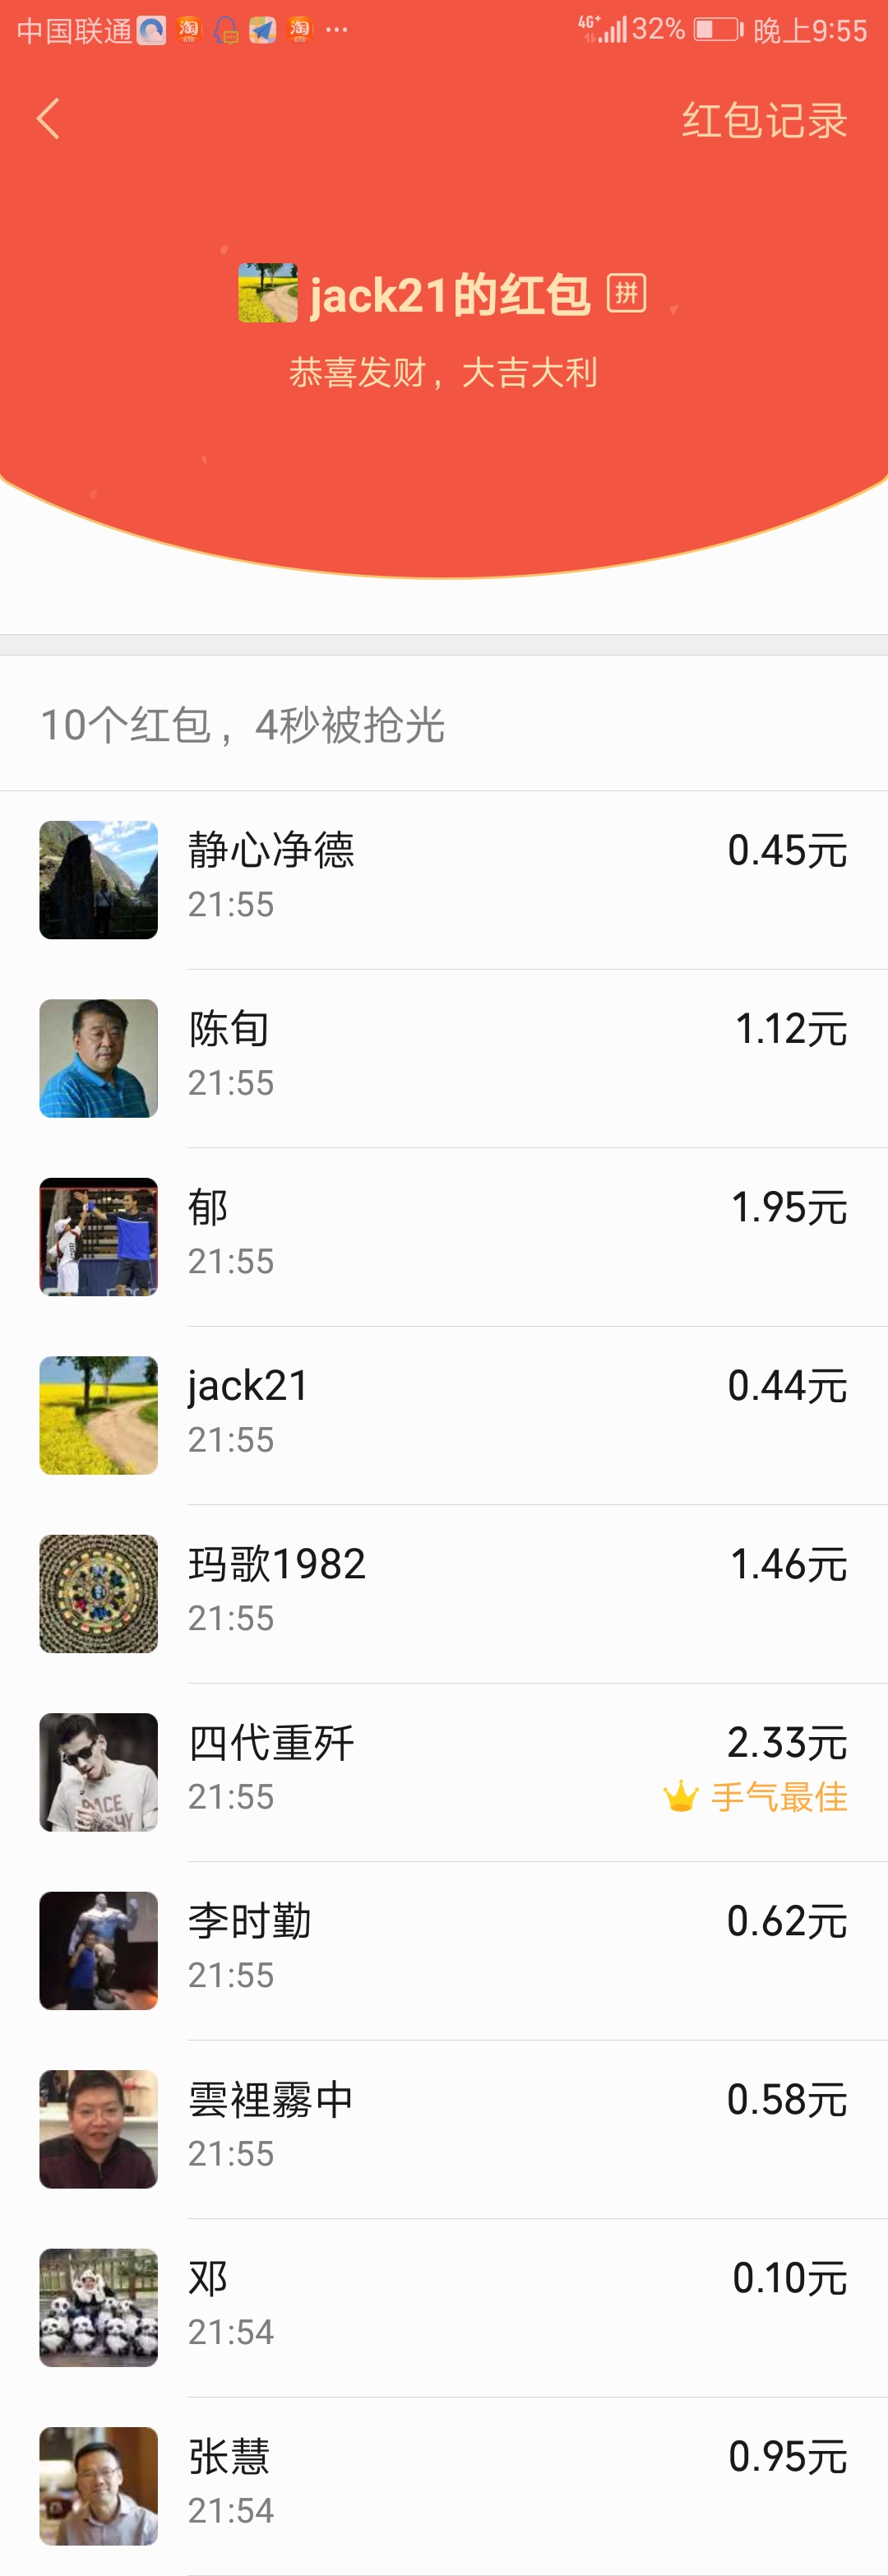 中国联通 4G+ 32% 晚上9:55
红包记录
jack21的红包 拼
恭喜发财，大吉大利
10个红包，4秒被抢光
静心净德 0.45元
21:55
陈旬 1.12元
21:55
郁 1.95元
21:55
jack21 0.44元
21:55
玛歌1982 1.46元
21:55
四代重歼 2.33元
21:55 手气最佳
李时勤 0.62元
21:55
雲裡霧中 0.58元
21:55
邓 0.10元
21:54
张慧 0.95元
21:54